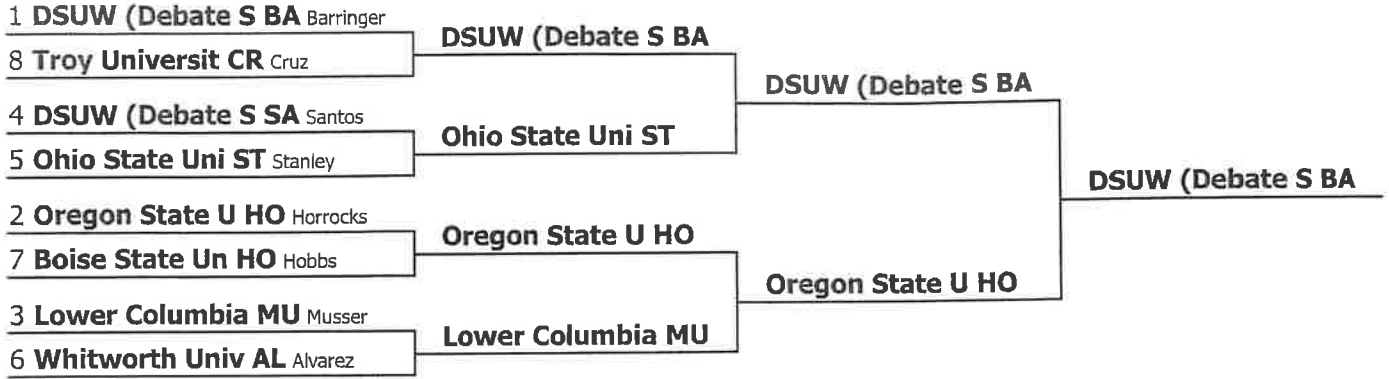 1 DSUW (Debate S BA Barringer
8 Troy Universit CR Cruz
4 DSUW (Debate S SA Santos
5 Ohio State Uni ST Stanley
2 Oregon State U HO Horrocks
7 Boise State Un HO Hobbs
3 Lower Columbia MU Musser
6 Whitworth Univ AL Alvarez
DSUW (Debate S BA
Ohio State Uni ST
Oregon State U HO
Lower Columbia MU
DSUW (Debate S BA
Oregon State U HO
DSUW (Debate S BA